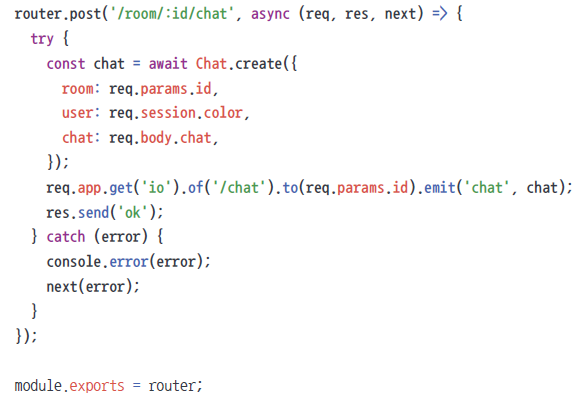 router.post('/room/:id/chat', async (req, res, next) => {
  try {
    const chat = await Chat.create({
      room: req.params.id,
      user: req.session.color,
      chat: req.body.chat,
    });
    req.app.get('io').of('/chat').to(req.params.id).emit('chat', chat);
    res.send('ok');
  } catch (error) {
    console.error(error);
    next(error);
  }
});

module.exports = router;